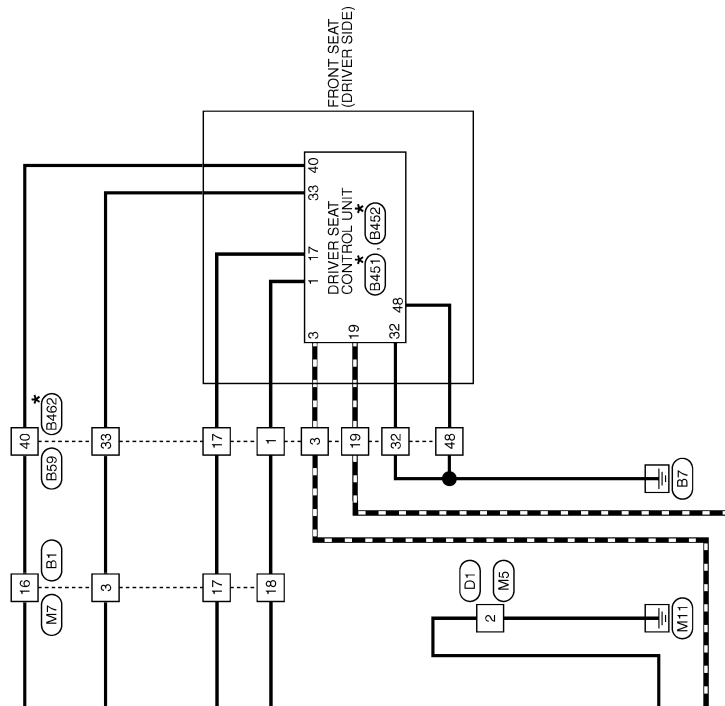 FRONT SEAT
(DRIVER SIDE)
40
33
17
1
DRIVER SEAT
CONTROL UNIT
B451 * , B452 *
48
3
19
32
B462 *
B59
40
33
17
1
3
19
32
48
B7
B1
M7
16
3
17
18
D1
M5
2
M11